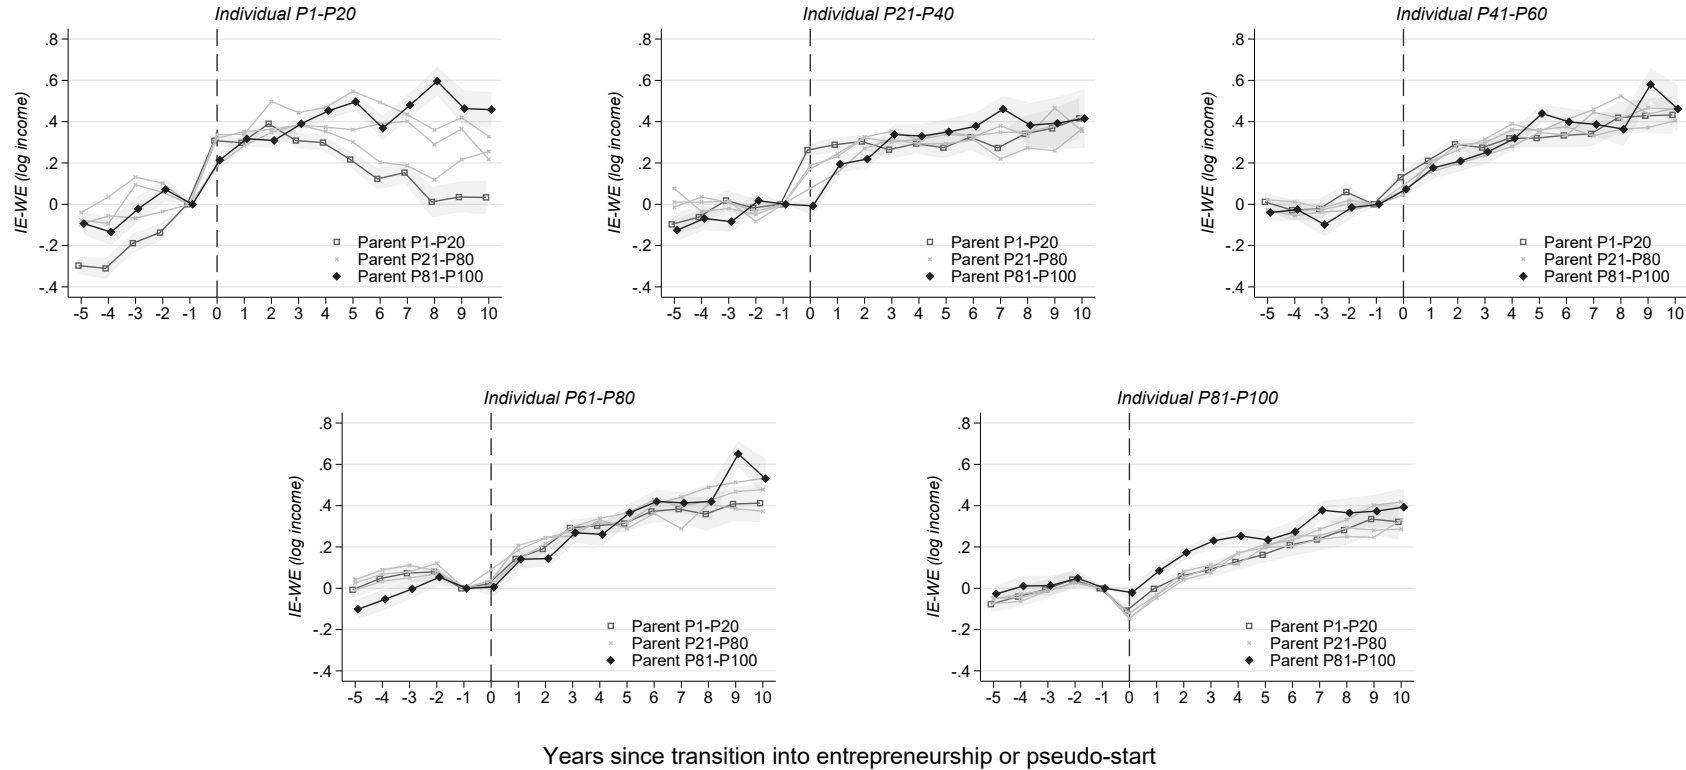 Individual P1-P20
Individual P21-P40
Individual P41-P60
IE-WE (log income)
.8
.6
.4
.2
0
-.2
-.4
Parent P1-P20
Parent P21-P80
Parent P81-P100
-5 -4 -3 -2 -1 0 1 2 3 4 5 6 7 8 9 10
IE-WE (log income)
.8
.6
.4
.2
0
-.2
-.4
Parent P1-P20
Parent P21-P80
Parent P81-P100
-5 -4 -3 -2 -1 0 1 2 3 4 5 6 7 8 9 10
IE-WE (log income)
.8
.6
.4
.2
0
-.2
-.4
Parent P1-P20
Parent P21-P80
Parent P81-P100
-5 -4 -3 -2 -1 0 1 2 3 4 5 6 7 8 9 10
Individual P61-P80
Individual P81-P100
IE-WE (log income)
.8
.6
.4
.2
0
-.2
-.4
Parent P1-P20
Parent P21-P80
Parent P81-P100
-5 -4 -3 -2 -1 0 1 2 3 4 5 6 7 8 9 10
IE-WE (log income)
.8
.6
.4
.2
0
-.2
-.4
Parent P1-P20
Parent P21-P80
Parent P81-P100
-5 -4 -3 -2 -1 0 1 2 3 4 5 6 7 8 9 10
Years since transition into entrepreneurship or pseudo-start